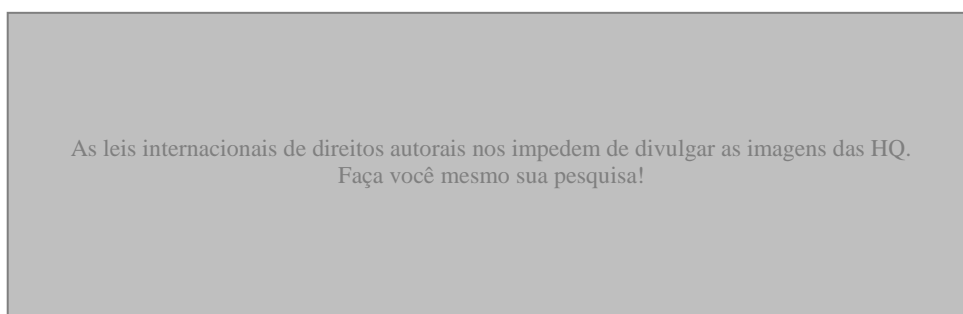 As leis internacionais de direitos autorais nos impedem de divulgar as imagens das HQ.
Faça você mesmo sua pesquisa!